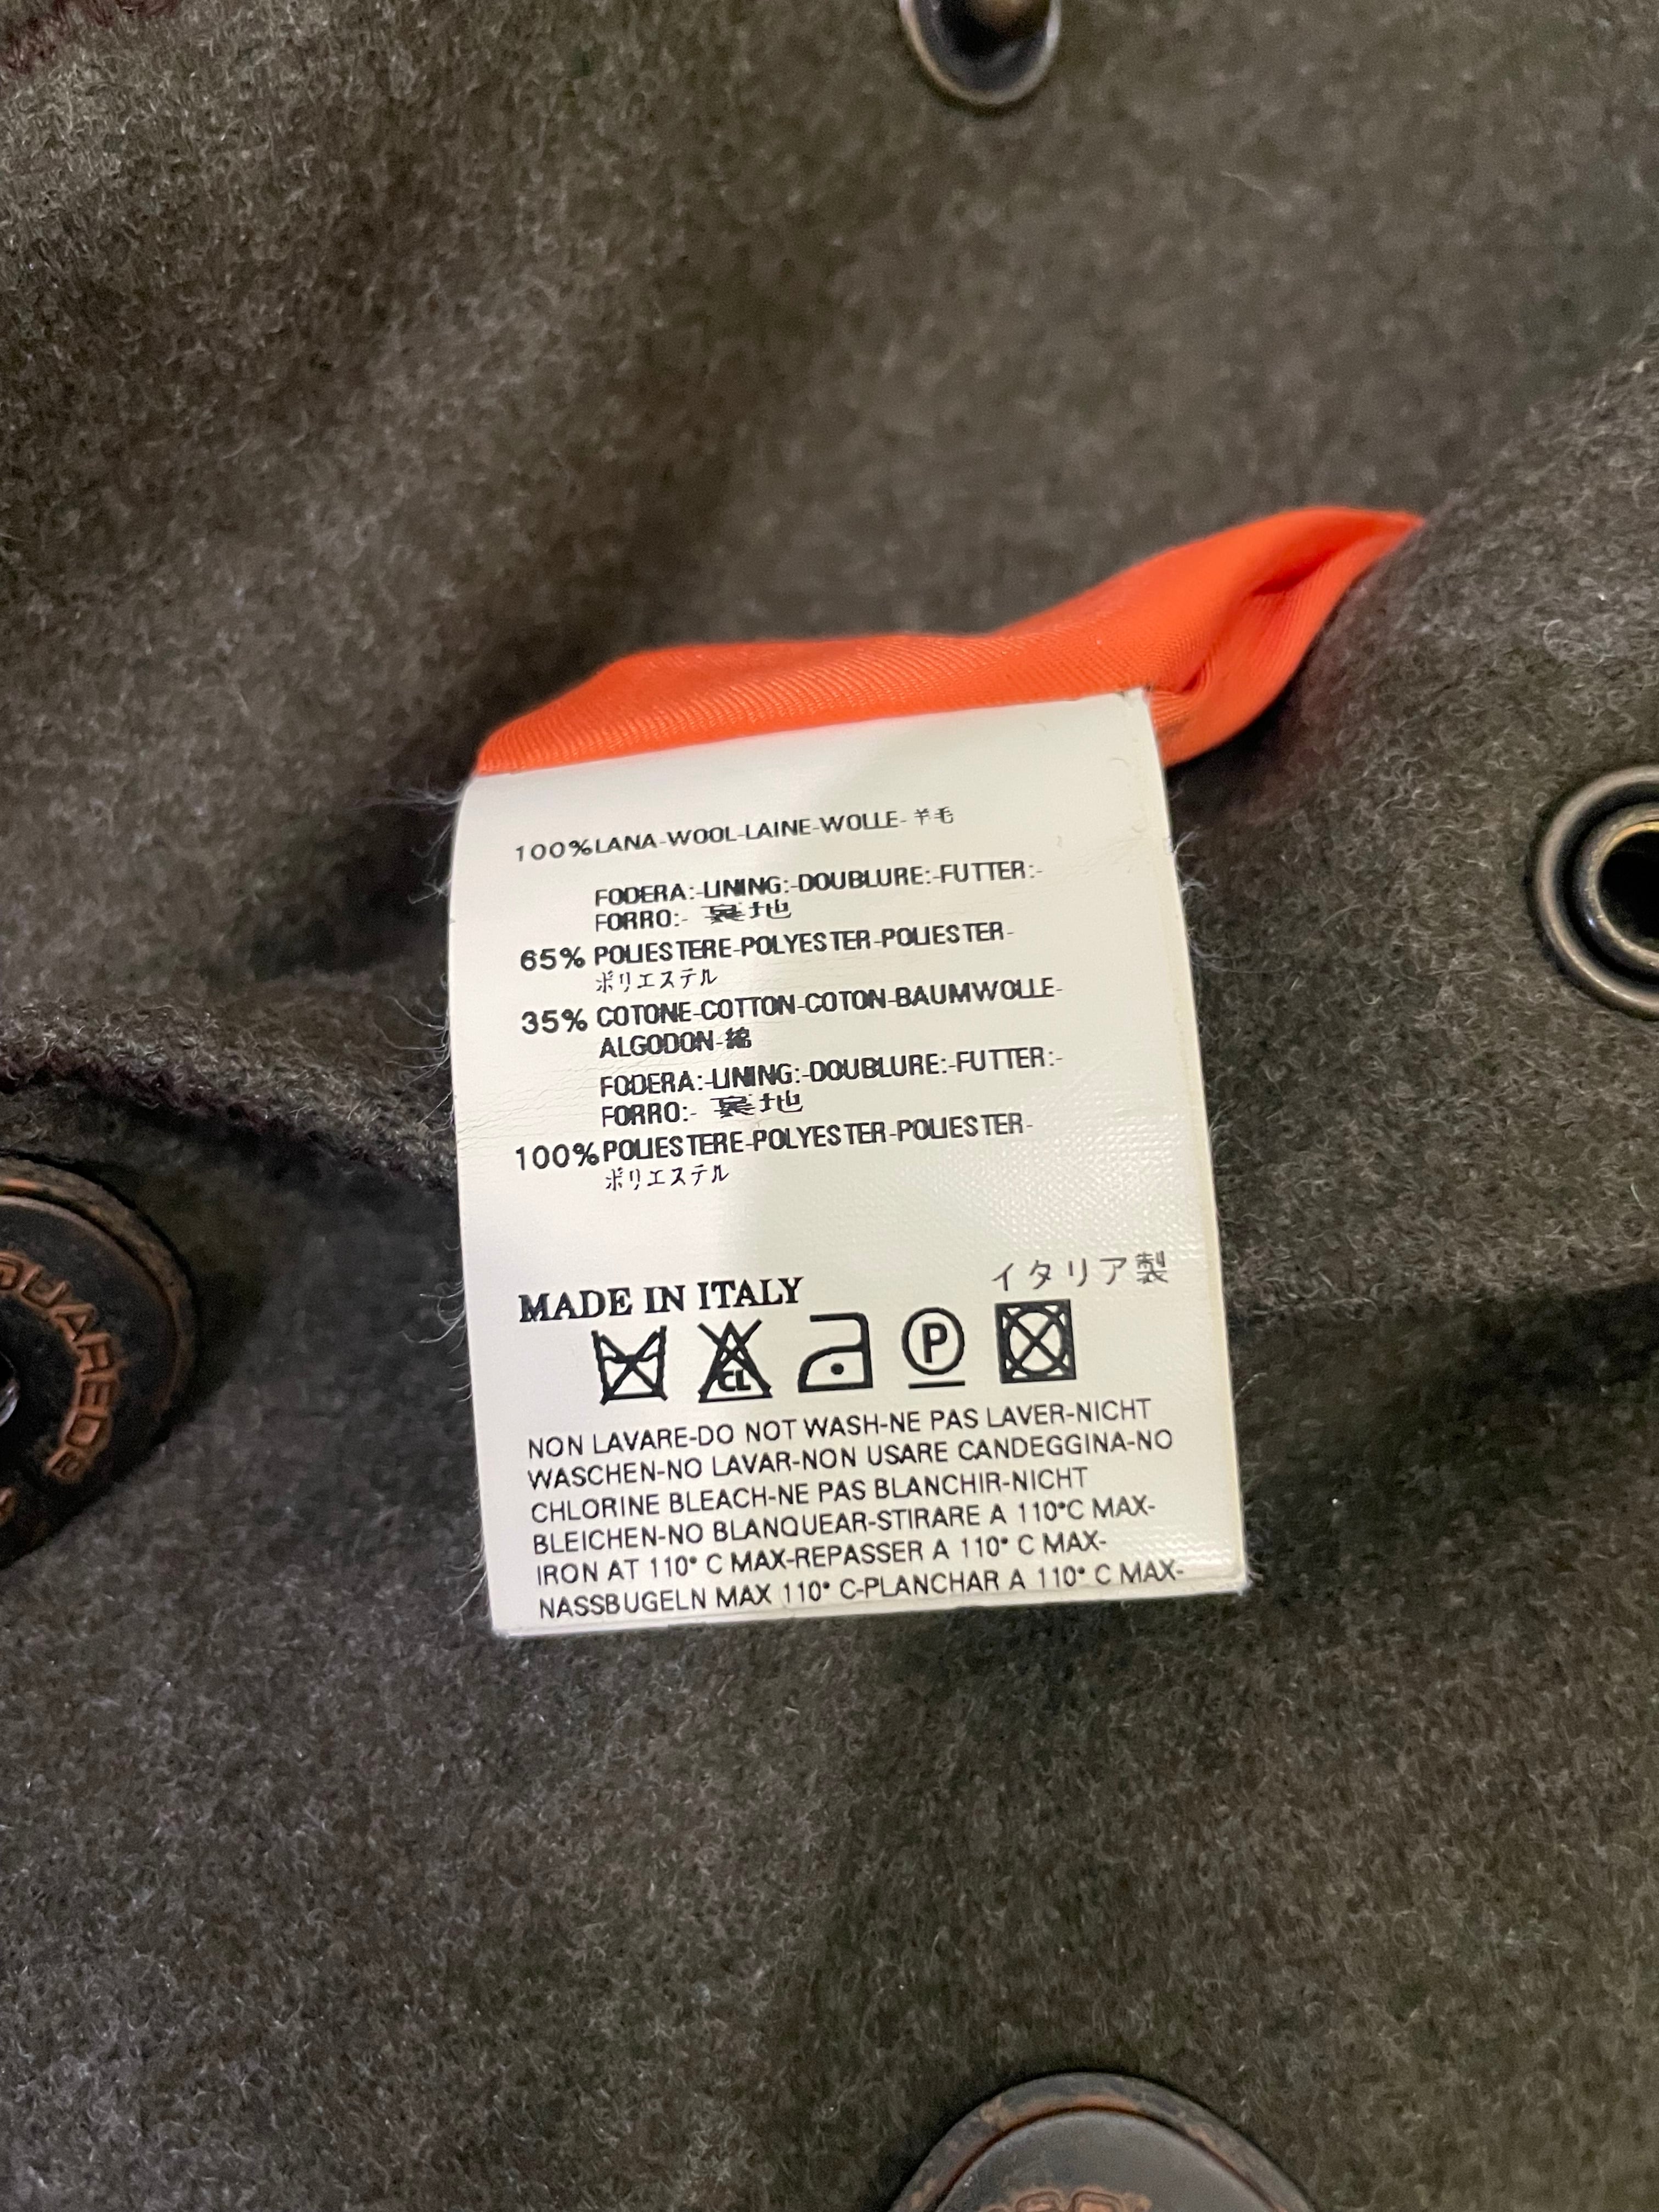 100%LANA-WOOL-LAINE-WOLLE-羊毛
FODERA:-LINING:-DOUBLURE:-FUTTER:-
FORRO:- 裏地
65% POLIESTERE-POLYESTER-POLIESTER-
ポリエステル
35% COTONE-COTTON-COTON-BAUMWOLLE-
ALGODON-綿
FODERA:-LINING:-DOUBLURE:-FUTTER:-
FORRO:- 裏地
100% POLIESTERE-POLYESTER-POLIESTER-
ポリエステル
MADE IN ITALY イタリア製
CL P
NON LAVARE-DO NOT WASH-NE PAS LAVER-NICHT
WASCHEN-NO LAVAR-NON USARE CANDEGGINA-NO
CHLORINE BLEACH-NE PAS BLANCHIR-NICHT
BLEICHEN-NO BLANQUEAR-STIRARE A 110°C MAX-
IRON AT 110° C MAX-REPASSER A 110° C MAX-
NASSBUGELN MAX 110° C-PLANCHAR A 110° C MAX-
QUARED2